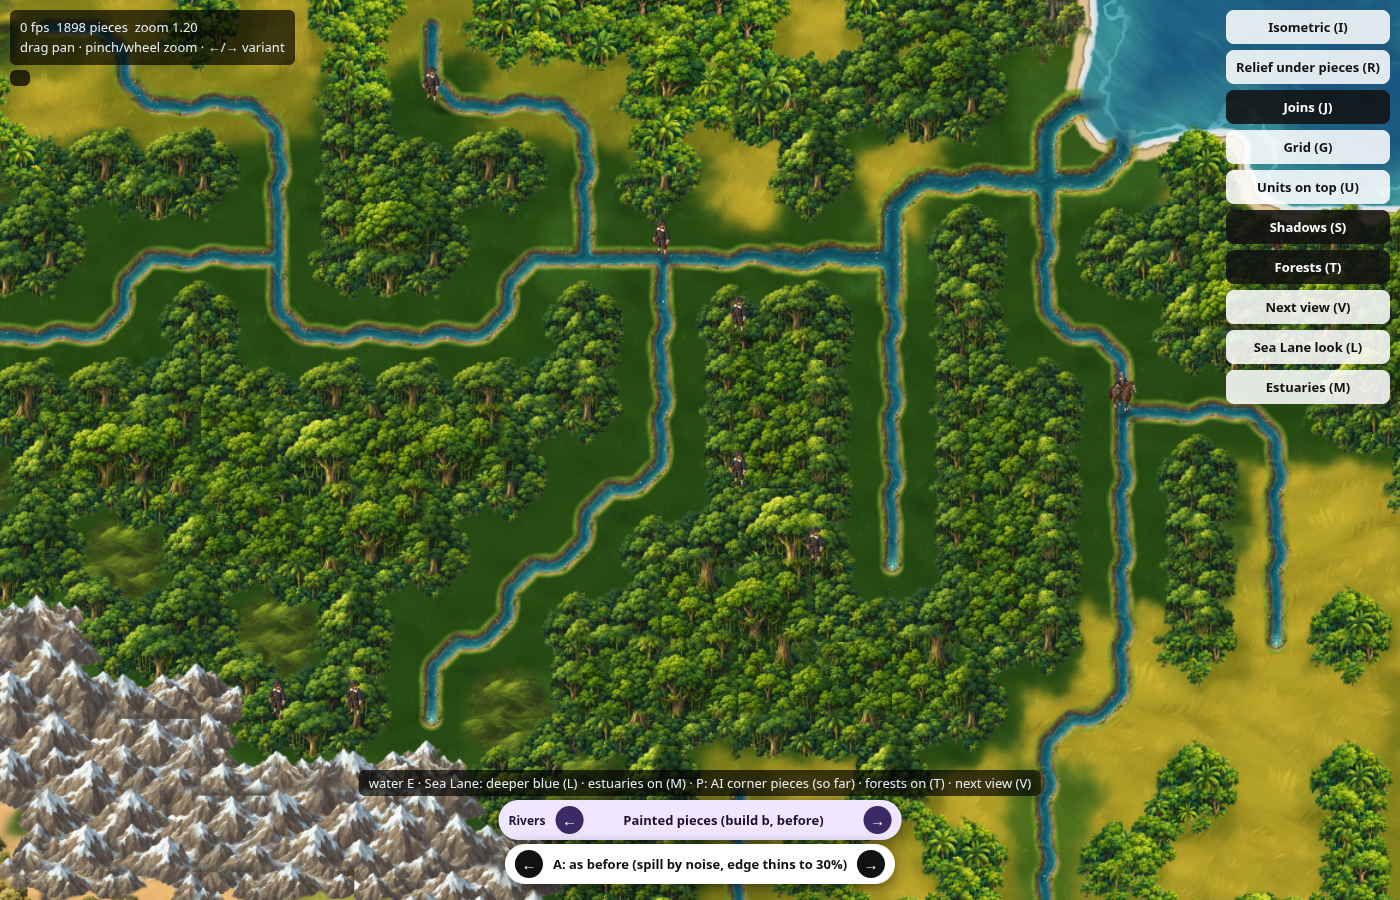 0 fps 1898 pieces zoom 1.20
drag pan · pinch/wheel zoom · ←/→ variant
Isometric (I)
Relief under pieces (R)
Joins (J)
Grid (G)
Units on top (U)
Shadows (S)
Forests (T)
Next view (V)
Sea Lane look (L)
Estuaries (M)
water E · Sea Lane: deeper blue (L) · estuaries on (M) · P: AI corner pieces (so far) · forests on (T) · next view (V)
Rivers ← Painted pieces (build b, before) →
← A: as before (spill by noise, edge thins to 30%) →